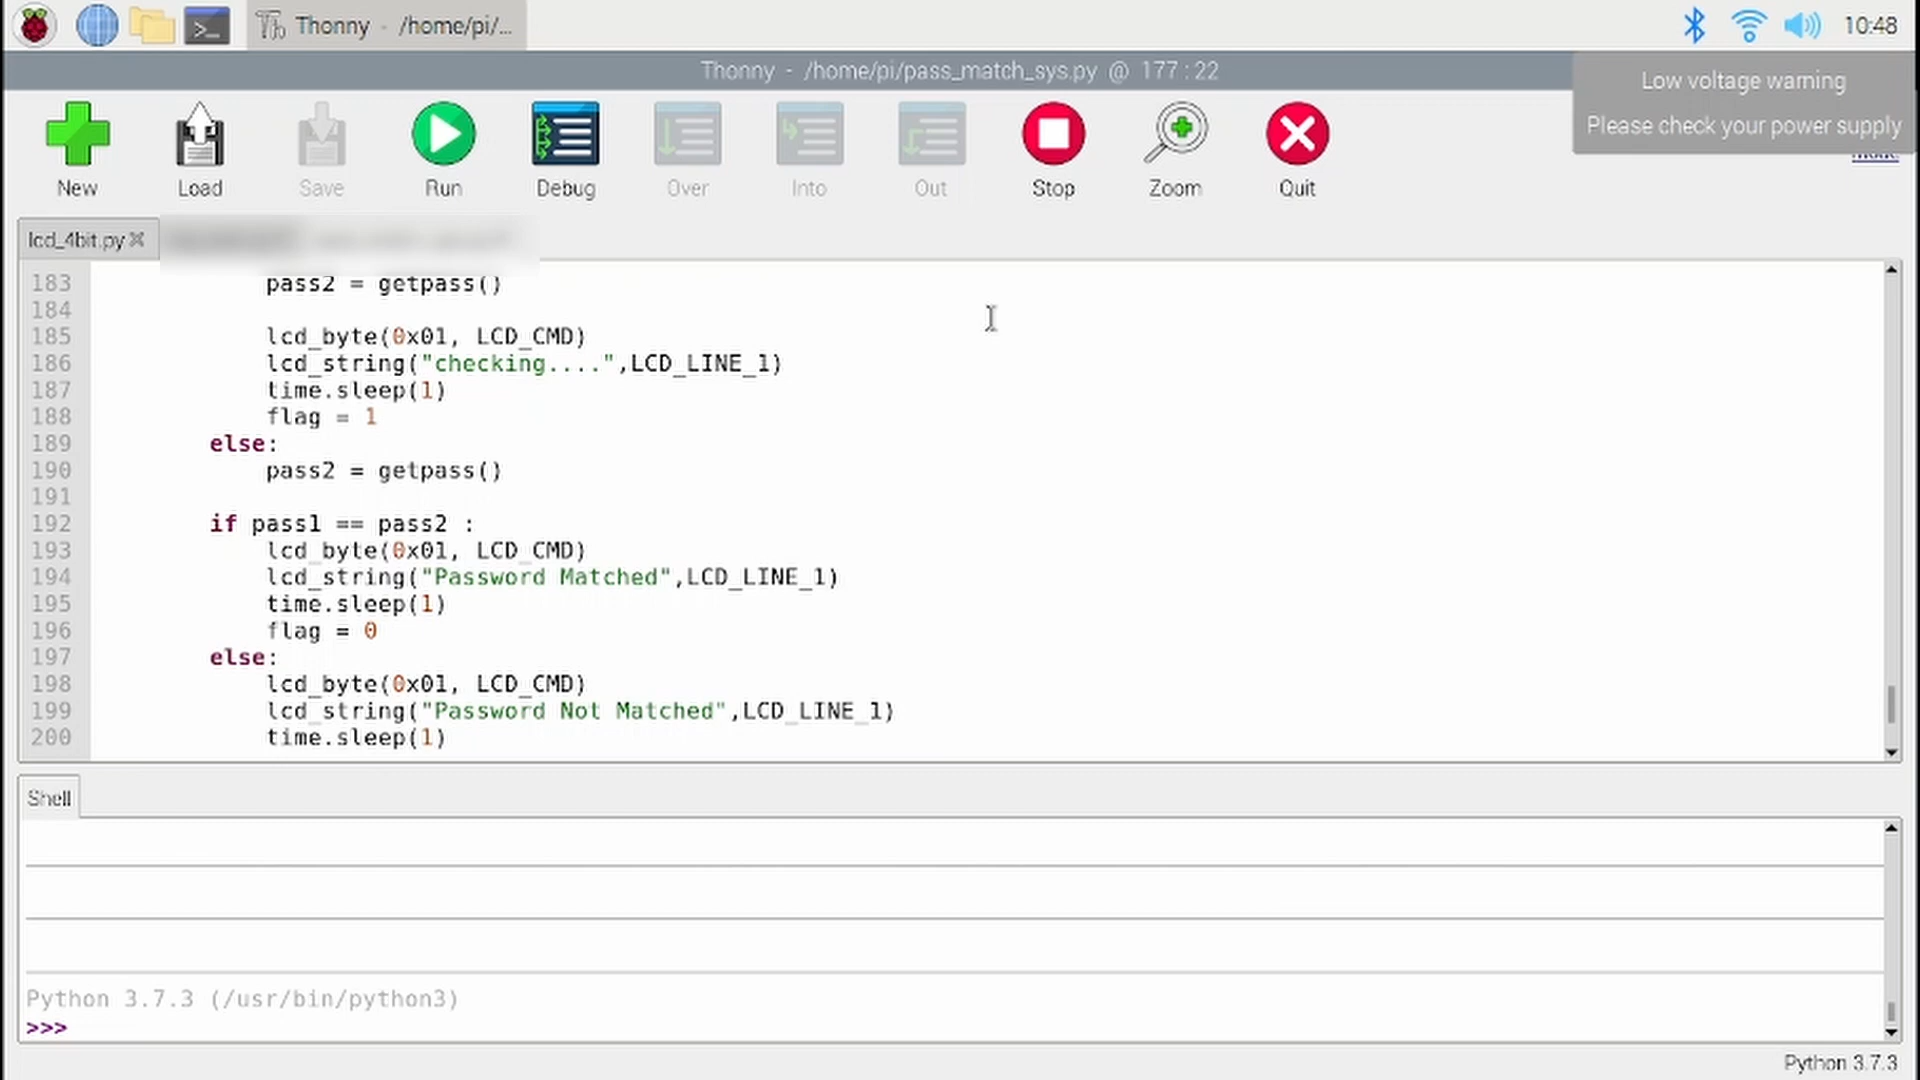 Thonny - /home/pi/...
10:48
Thonny - /home/pi/pass_match_sys.py @ 177 : 22
Low voltage warning
Please check your power supply
New
Load
Save
Run
Debug
Over
Into
Out
Stop
Zoom
Quit
lcd_4bit.py
183 pass2 = getpass()
184
185 lcd_byte(0x01, LCD_CMD)
186 lcd_string("checking....",LCD_LINE_1)
187 time.sleep(1)
188 flag = 1
189 else:
190 pass2 = getpass()
191
192 if pass1 == pass2 :
193 lcd_byte(0x01, LCD_CMD)
194 lcd_string("Password Matched",LCD_LINE_1)
195 time.sleep(1)
196 flag = 0
197 else:
198 lcd_byte(0x01, LCD_CMD)
199 lcd_string("Password Not Matched",LCD_LINE_1)
200 time.sleep(1)
Shell
Python 3.7.3 (/usr/bin/python3)
>>>
Python 3.7.3